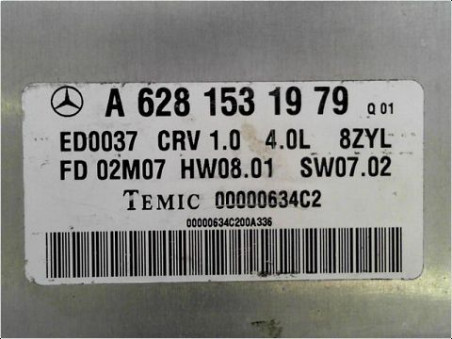 A 628 153 19 79 Q 01
ED0037 CRV 1.0 4.0L 8ZYL
FD 02M07 HW08.01 SW07.02
TEMIC 00000634C2
00000634C200A336